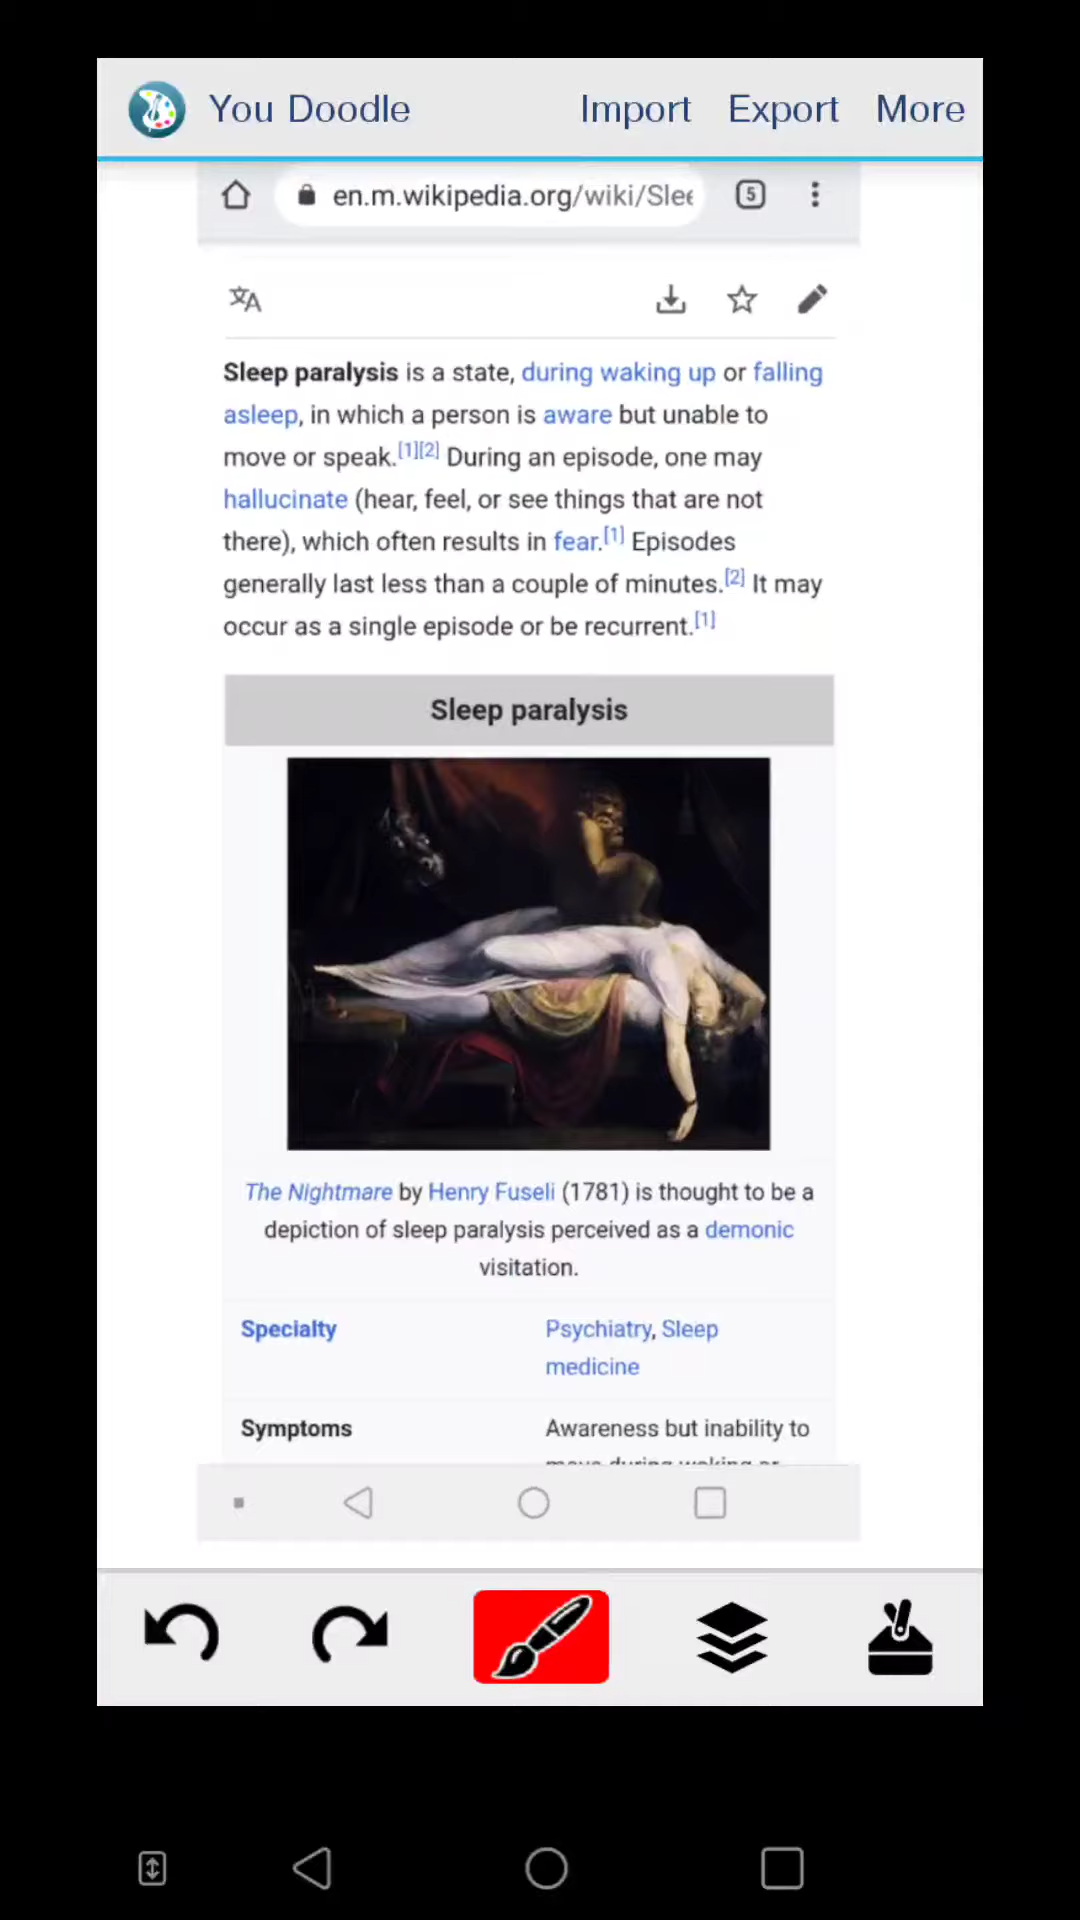 You Doodle Import Export More
en.m.wikipedia.org/wiki/Slee 5
Sleep paralysis is a state, during waking up or falling
asleep, in which a person is aware but unable to
move or speak.[1][2] During an episode, one may
hallucinate (hear, feel, or see things that are not
there), which often results in fear.[1] Episodes
generally last less than a couple of minutes.[2] It may
occur as a single episode or be recurrent.[1]
Sleep paralysis
The Nightmare by Henry Fuseli (1781) is thought to be a
depiction of sleep paralysis perceived as a demonic
visitation.
Specialty Psychiatry, Sleep
medicine
Symptoms Awareness but inability to
move during waking or